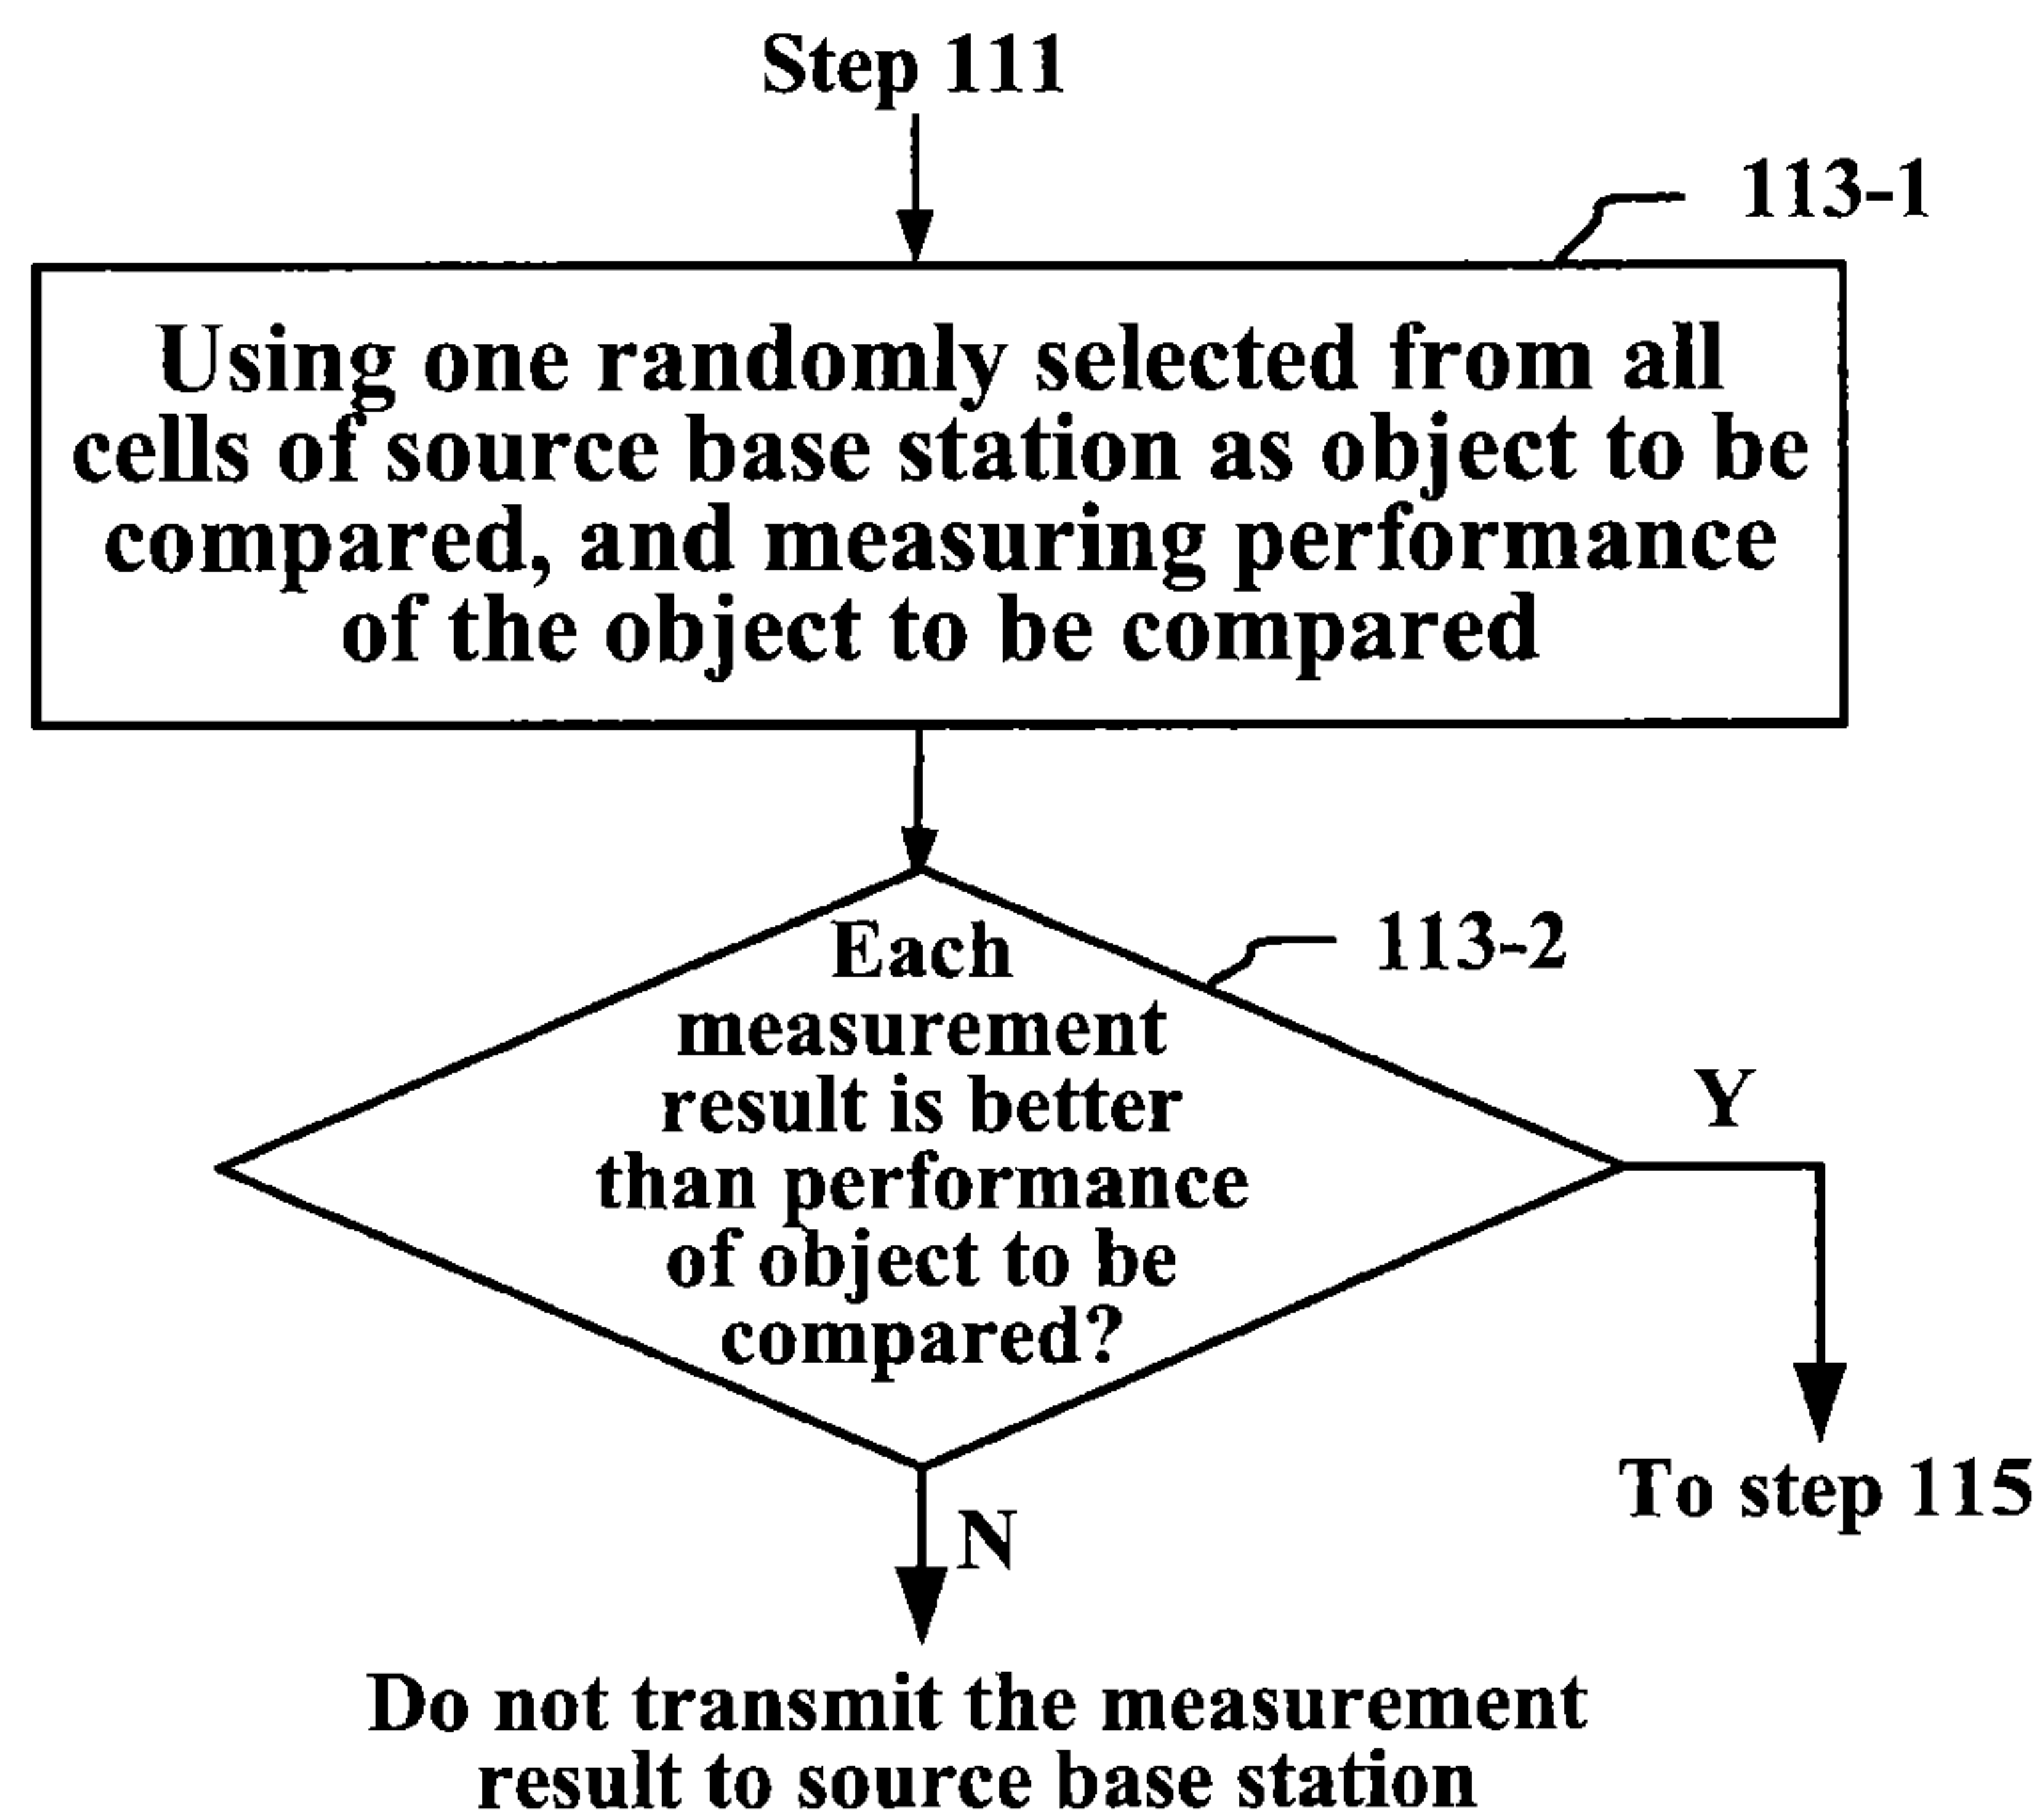 Step 111
113-1
Using one randomly selected from all
cells of source base station as object to be
compared, and measuring performance
of the object to be compared
Each
113-2
measurement
result is better
than performance
of object to be
compared?
Y
To step 115
N
Do not transmit the measurement
result to source base station